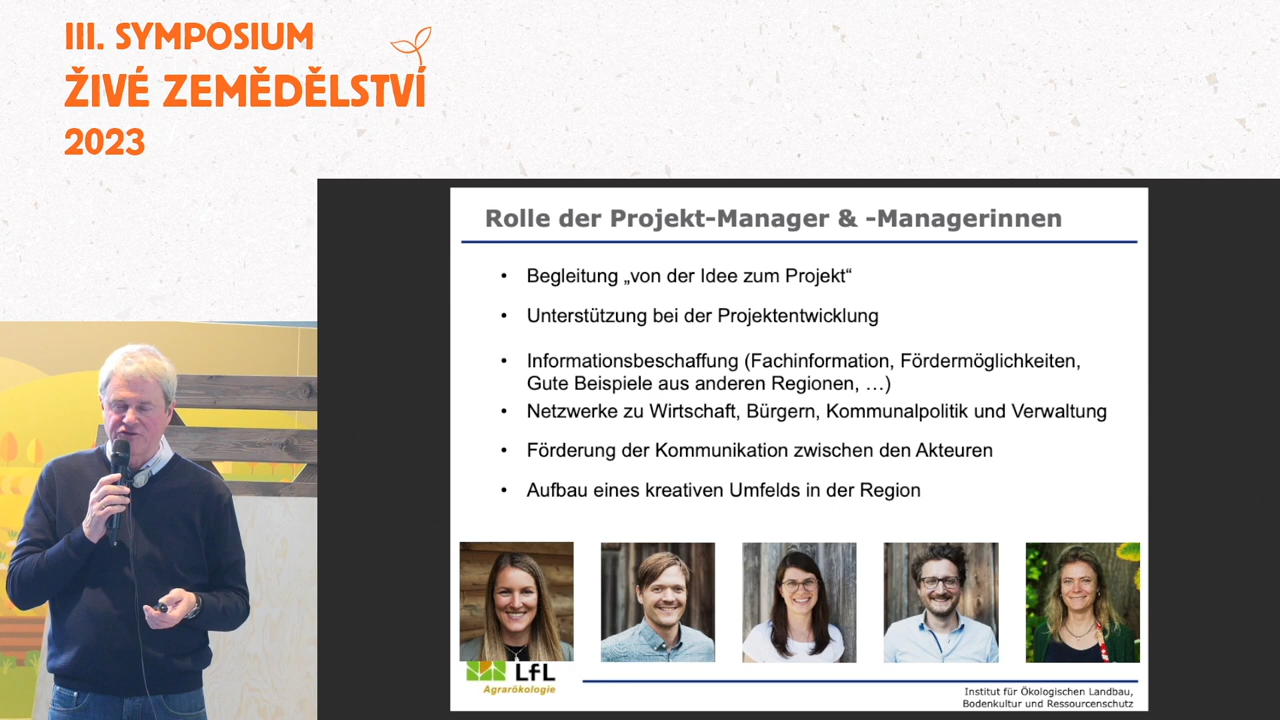 III. SYMPOSIUM
ŽIVÉ ZEMĚDĚLSTVÍ
2023
Rolle der Projekt-Manager & -Managerinnen
• Begleitung „von der Idee zum Projekt“
• Unterstützung bei der Projektentwicklung
• Informationsbeschaffung (Fachinformation, Fördermöglichkeiten,
Gute Beispiele aus anderen Regionen, …)
• Netzwerke zu Wirtschaft, Bürgern, Kommunalpolitik und Verwaltung
• Förderung der Kommunikation zwischen den Akteuren
• Aufbau eines kreativen Umfelds in der Region
LfL
Agrarökologie
Institut für Ökologischen Landbau,
Bodenkultur und Ressourcenschutz